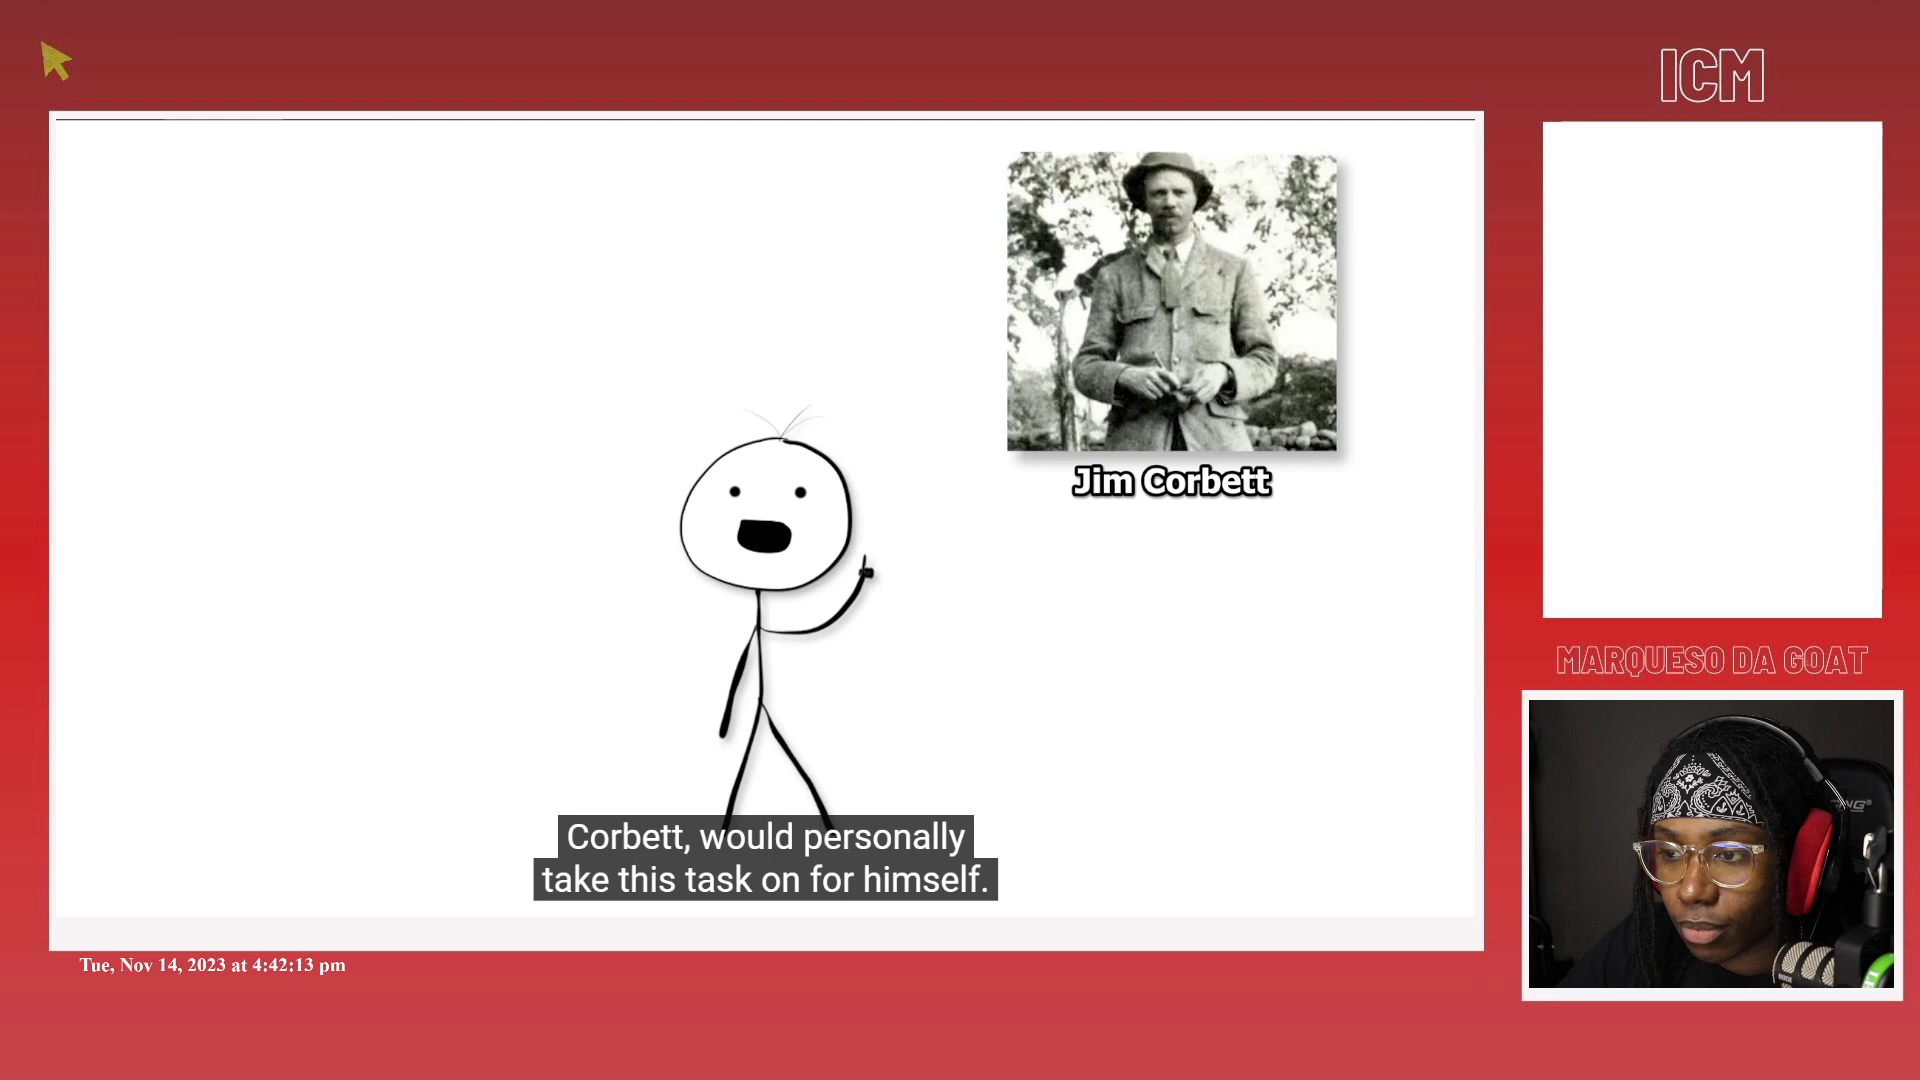 ICM
Jim Corbett
MARQUESO DA GOAT
Corbett, would personally
take this task on for himself.
Tue, Nov 14, 2023 at 4:42:13 pm